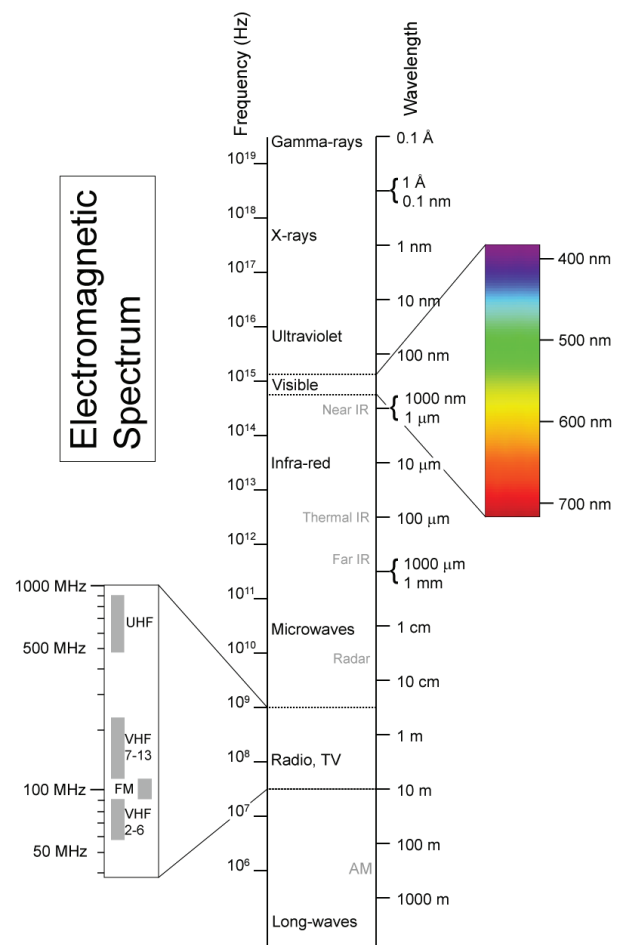 Electromagnetic
Spectrum
Frequency (Hz)
Wavelength
10¹⁹
10¹⁸
10¹⁷
10¹⁶
10¹⁵
10¹⁴
10¹³
10¹²
10¹¹
10¹⁰
10⁹
10⁸
10⁷
10⁶
Gamma-rays
X-rays
Ultraviolet
Visible
Near IR
Infra-red
Thermal IR
Far IR
Microwaves
Radar
Radio, TV
AM
Long-waves
0.1 Å
1 Å
0.1 nm
1 nm
10 nm
100 nm
1000 nm
1 μm
10 μm
100 μm
1000 μm
1 mm
1 cm
10 cm
1 m
10 m
100 m
1000 m
400 nm
500 nm
600 nm
700 nm
1000 MHz
500 MHz
100 MHz
50 MHz
UHF
VHF
7-13
FM
VHF
2-6